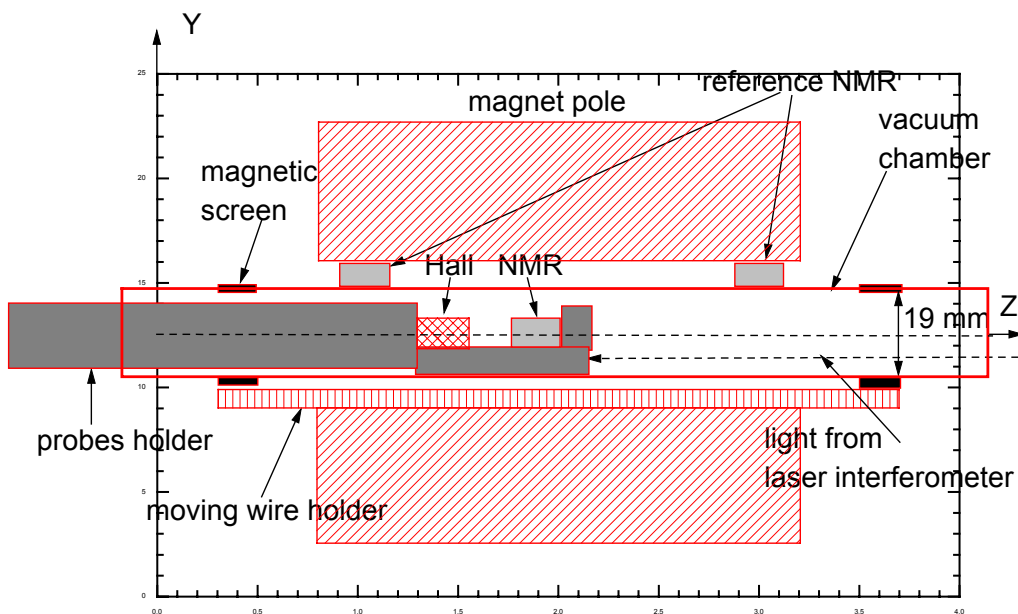 Y
25
reference NMR
magnet pole
vacuum
chamber
20
magnetic
screen
Hall
NMR
15
Z
19 mm
10
probes holder
light from
laser interferometer
5
moving wire holder
0
0.0
0.5
1.0
1.5
2.0
2.5
3.0
3.5
4.0